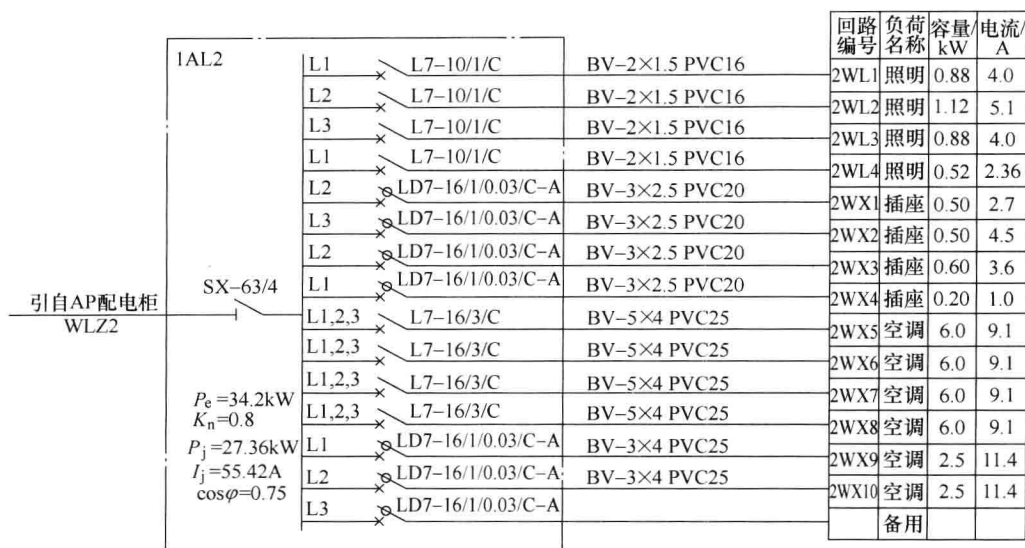 回路编号 负荷名称 容量/kW 电流/A
1AL2
L1 L7-10/1/C BV-2×1.5 PVC16 2WL1 照明 0.88 4.0
L2 L7-10/1/C BV-2×1.5 PVC16 2WL2 照明 1.12 5.1
L3 L7-10/1/C BV-2×1.5 PVC16 2WL3 照明 0.88 4.0
L1 L7-10/1/C BV-2×1.5 PVC16 2WL4 照明 0.52 2.36
L2 LD7-16/1/0.03/C-A BV-3×2.5 PVC20 2WX1 插座 0.50 2.7
L3 LD7-16/1/0.03/C-A BV-3×2.5 PVC20 2WX2 插座 0.50 4.5
L2 LD7-16/1/0.03/C-A BV-3×2.5 PVC20 2WX3 插座 0.60 3.6
L1 LD7-16/1/0.03/C-A BV-3×2.5 PVC20 2WX4 插座 0.20 1.0
L1,2,3 L7-16/3/C BV-5×4 PVC25 2WX5 空调 6.0 9.1
L1,2,3 L7-16/3/C BV-5×4 PVC25 2WX6 空调 6.0 9.1
L1,2,3 L7-16/3/C BV-5×4 PVC25 2WX7 空调 6.0 9.1
L1,2,3 L7-16/3/C BV-5×4 PVC25 2WX8 空调 6.0 9.1
L1 LD7-16/1/0.03/C-A BV-3×4 PVC25 2WX9 空调 2.5 11.4
L2 LD7-16/1/0.03/C-A BV-3×4 PVC25 2WX10 空调 2.5 11.4
L3 LD7-16/1/0.03/C-A 备用
SX-63/4
引自AP配电柜
WLZ2
Pe=34.2kW
Kn=0.8
Pj=27.36kW
Ij=55.42A
cosφ=0.75